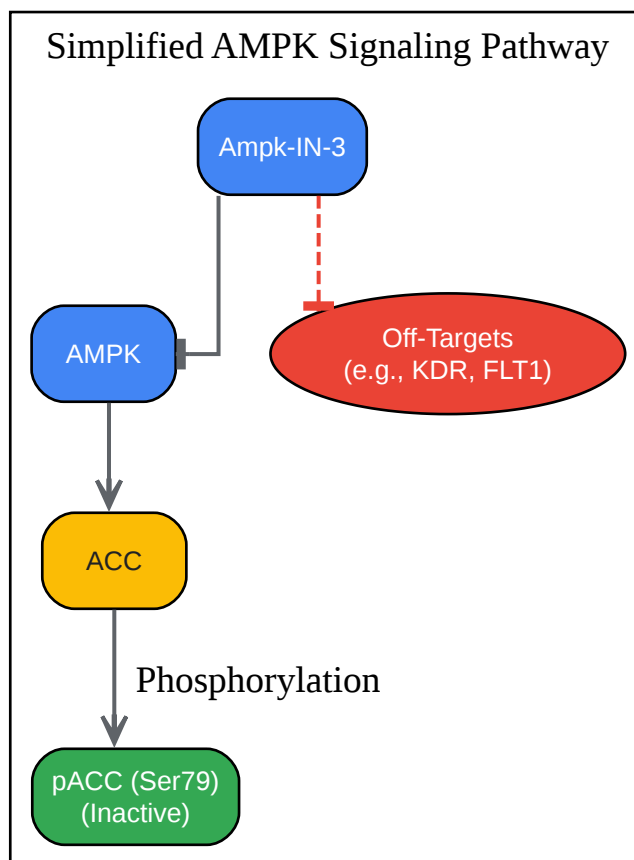 Simplified AMPK Signaling Pathway
Ampk-IN-3
AMPK
Off-Targets
(e.g., KDR, FLT1)
ACC
Phosphorylation
pACC (Ser79)
(Inactive)